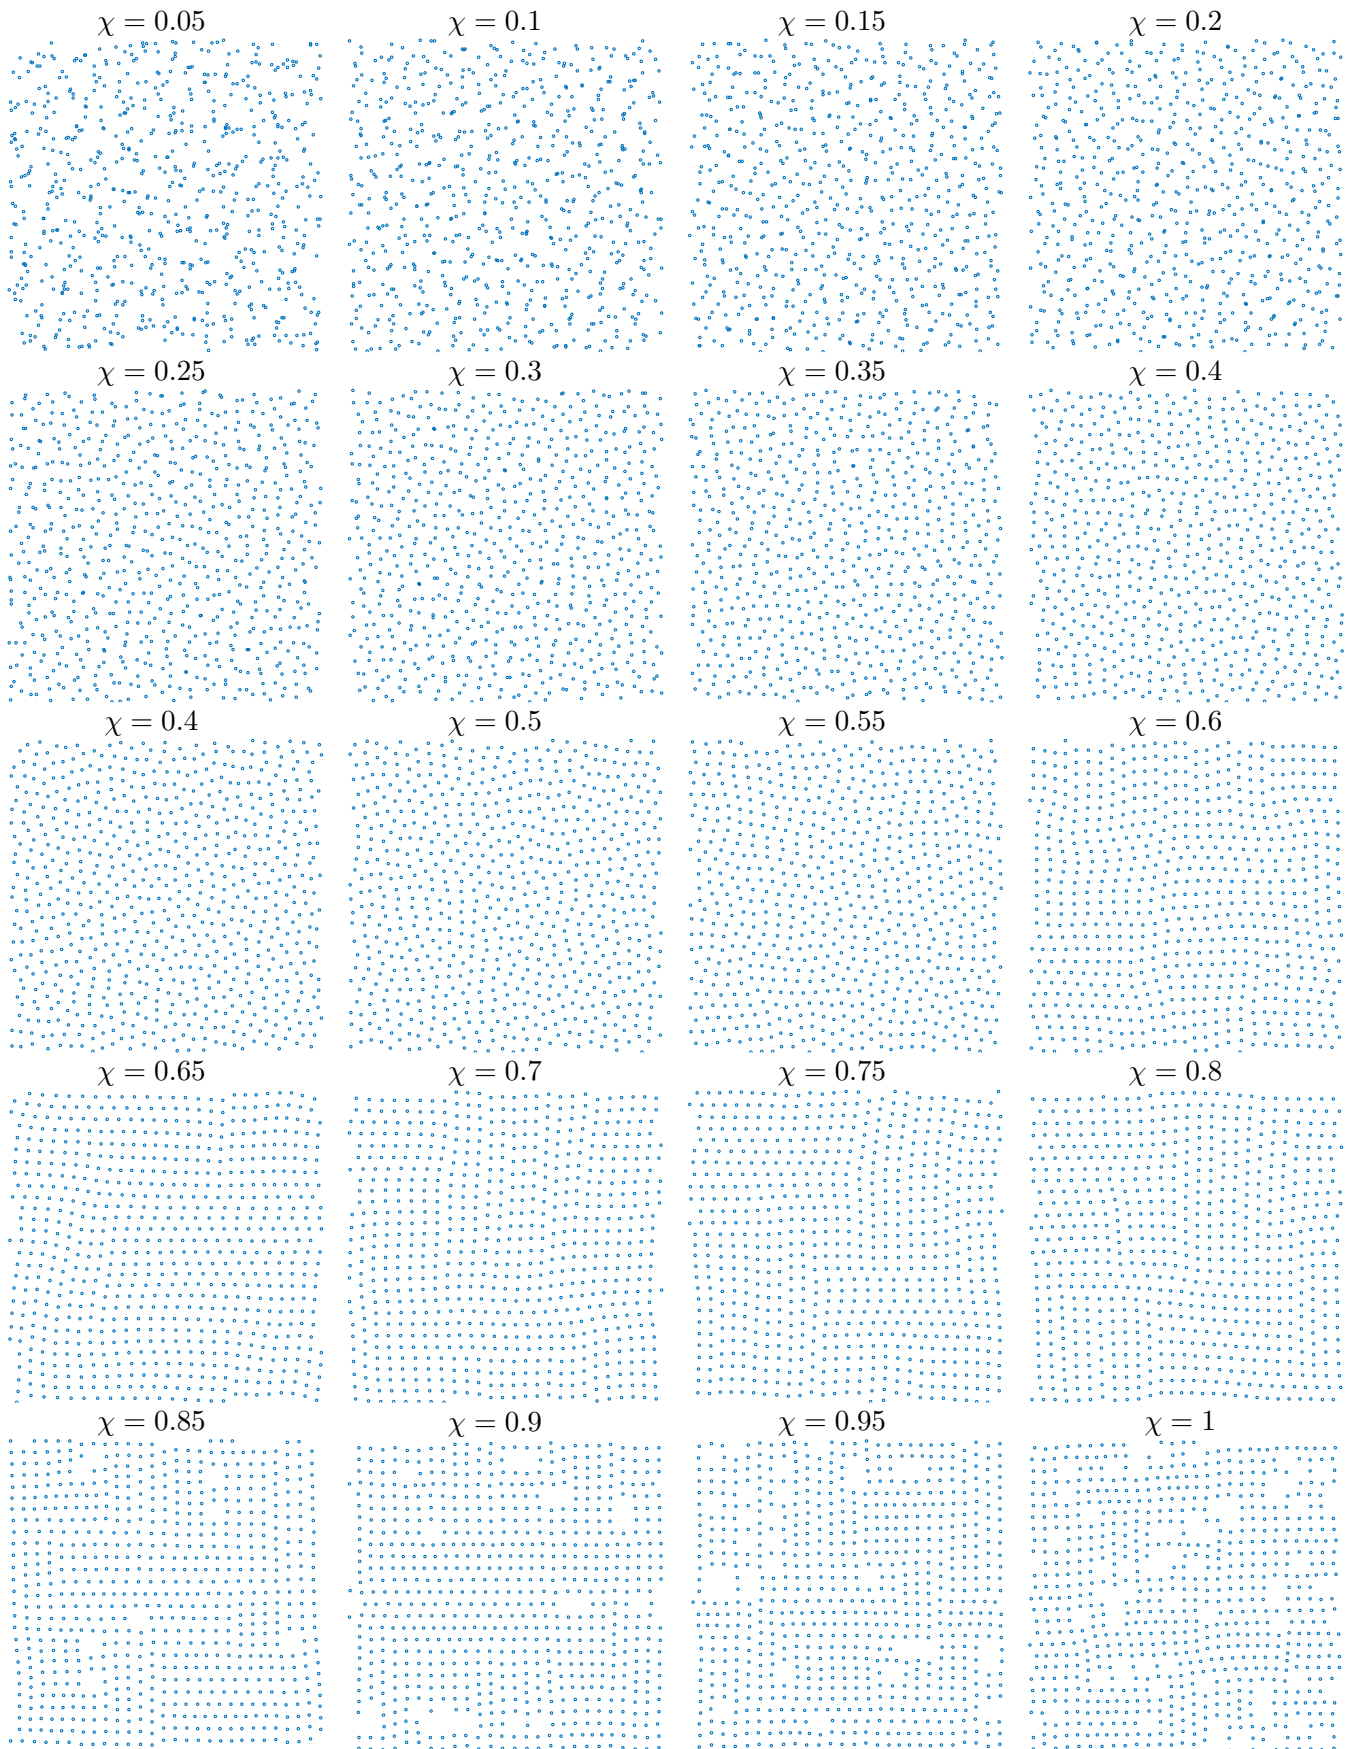 χ = 0.05 χ = 0.1 χ = 0.15 χ = 0.2
χ = 0.25 χ = 0.3 χ = 0.35 χ = 0.4
χ = 0.4 χ = 0.5 χ = 0.55 χ = 0.6
χ = 0.65 χ = 0.7 χ = 0.75 χ = 0.8
χ = 0.85 χ = 0.9 χ = 0.95 χ = 1